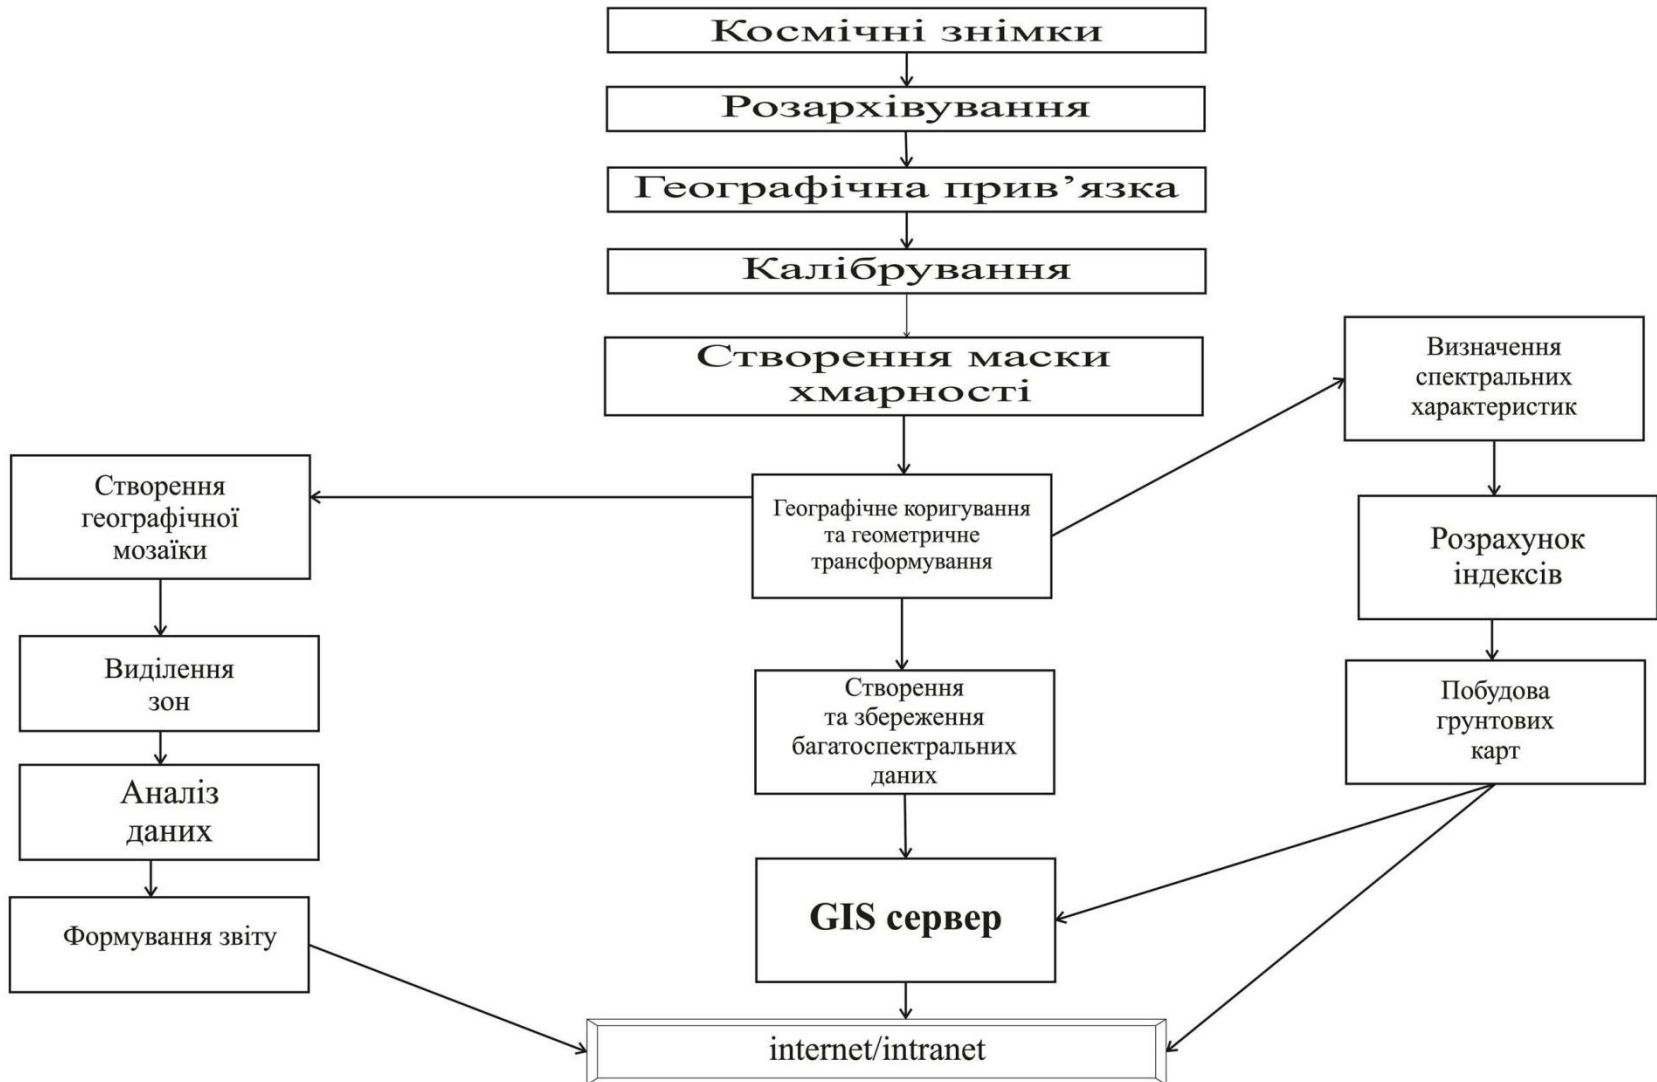 Космічні знімки
Розархівування
Географічна прив’язка
Калібрування
Створення маски
хмарності
Визначення
спектральних
характеристик
Створення
географічної
мозаїки
Географічне коригування
та геометричне
трансформування
Розрахунок
індексів
Виділення
зон
Створення
та збереження
багатоспектральних
даних
Побудова
грунтових
карт
Аналіз
даних
GIS сервер
Формування звіту
internet/intranet